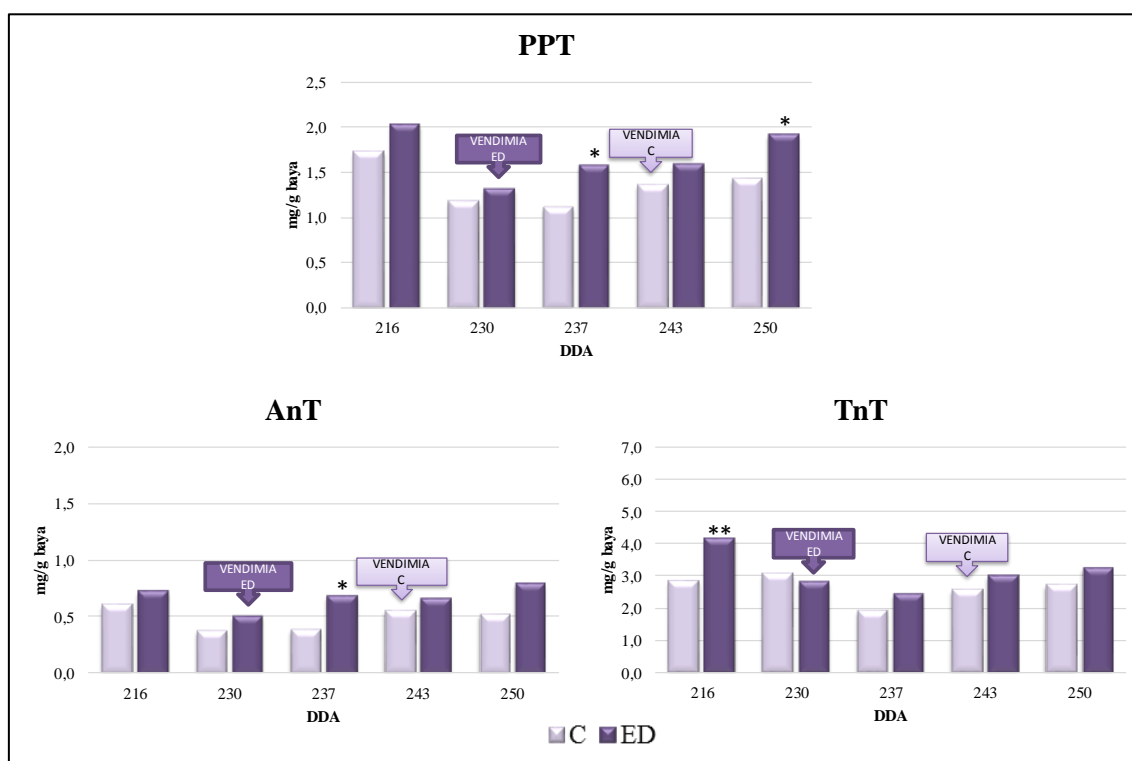 PPT
2,5
2,0
1,5
1,0
0,5
0,0
mg/g baya
VENDIMIA
ED
*
VENDIMIA
C
*
216 230 237 243 250
DDA
AnT
2,0
1,5
1,0
0,5
0,0
mg/g baya
VENDIMIA
ED
*
VENDIMIA
C
216 230 237 243 250
DDA
TnT
7,0
6,0
5,0
4,0
3,0
2,0
1,0
0,0
mg/g baya
**
VENDIMIA
ED
VENDIMIA
C
216 230 237 243 250
DDA
C ED